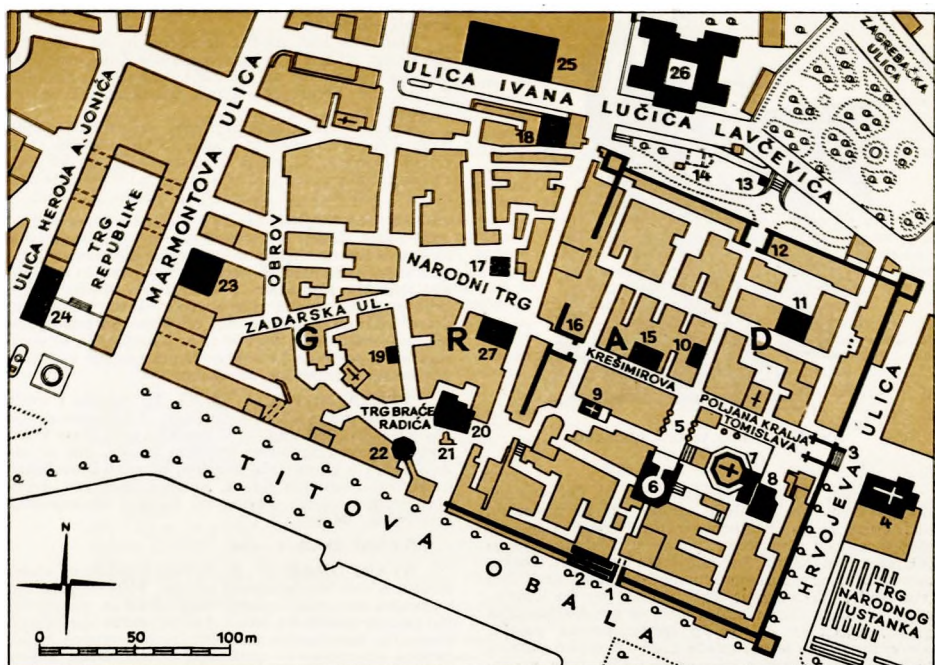 25
26
ULICA IVANA LUČIĆA LAVČEVIĆA
ZAGREBAČKA
ULICA
ULICA HEROJA A. JONIĆA
TRG
REPUBLIKE
MARMONTOVA ULICA
18
14
13
OBROV
NARODNI TRG
17
12
23
24
ZADARSKA UL.
11
16
15
10
GRAD
19
27
KREŠIMIROVA
9
TRG BRAĆE
RADIĆA
20
21
22
5
POLJANA KRALJA
TOMISLAVA
3
7
6
8
4
HRVOJEVA ULICA
TITOVA OBALA
2
1
TRG
NARODNOG
USTANKA
N
0 50 100 m